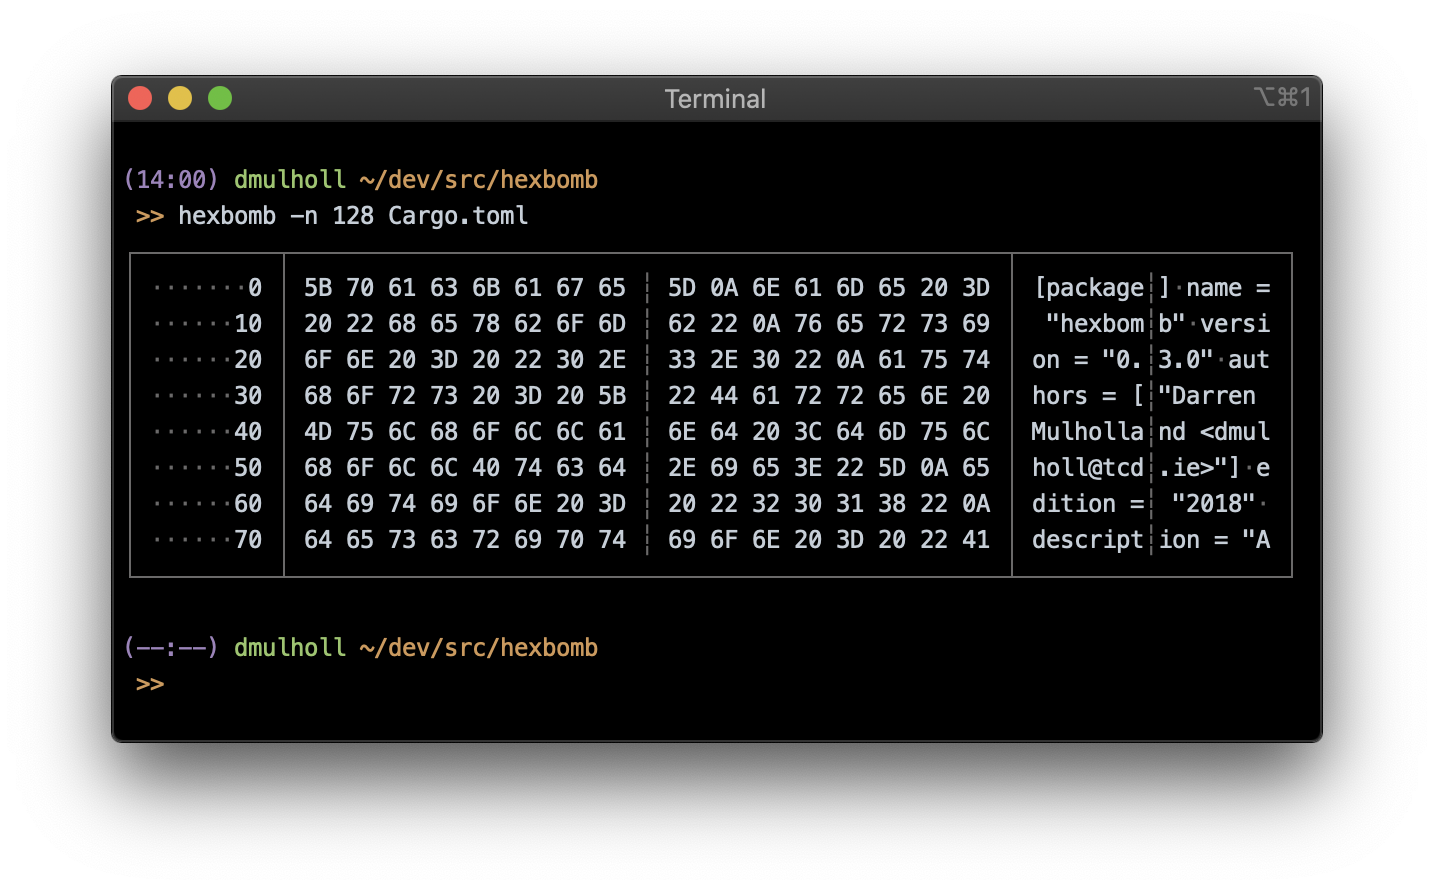 Terminal ⌥⌘1
(14:00) dmulholl ~/dev/src/hexbomb
>> hexbomb -n 128 Cargo.toml
·······0 │ 5B 70 61 63 6B 61 67 65 ¦ 5D 0A 6E 61 6D 65 20 3D │ [package¦]·name =
······10 │ 20 22 68 65 78 62 6F 6D ¦ 62 22 0A 76 65 72 73 69 │  "hexbom¦b"·versi
······20 │ 6F 6E 20 3D 20 22 30 2E ¦ 33 2E 30 22 0A 61 75 74 │ on = "0.¦3.0"·aut
······30 │ 68 6F 72 73 20 3D 20 5B ¦ 22 44 61 72 72 65 6E 20 │ hors = [¦"Darren
······40 │ 4D 75 6C 68 6F 6C 6C 61 ¦ 6E 64 20 3C 64 6D 75 6C │ Mulholla¦nd <dmul
······50 │ 68 6F 6C 6C 40 74 63 64 ¦ 2E 69 65 3E 22 5D 0A 65 │ holl@tcd¦.ie>"]·e
······60 │ 64 69 74 69 6F 6E 20 3D ¦ 20 22 32 30 31 38 22 0A │ dition =¦ "2018"·
······70 │ 64 65 73 63 72 69 70 74 ¦ 69 6F 6E 20 3D 20 22 41 │ descript¦ion = "A
(--:--) dmulholl ~/dev/src/hexbomb
>>